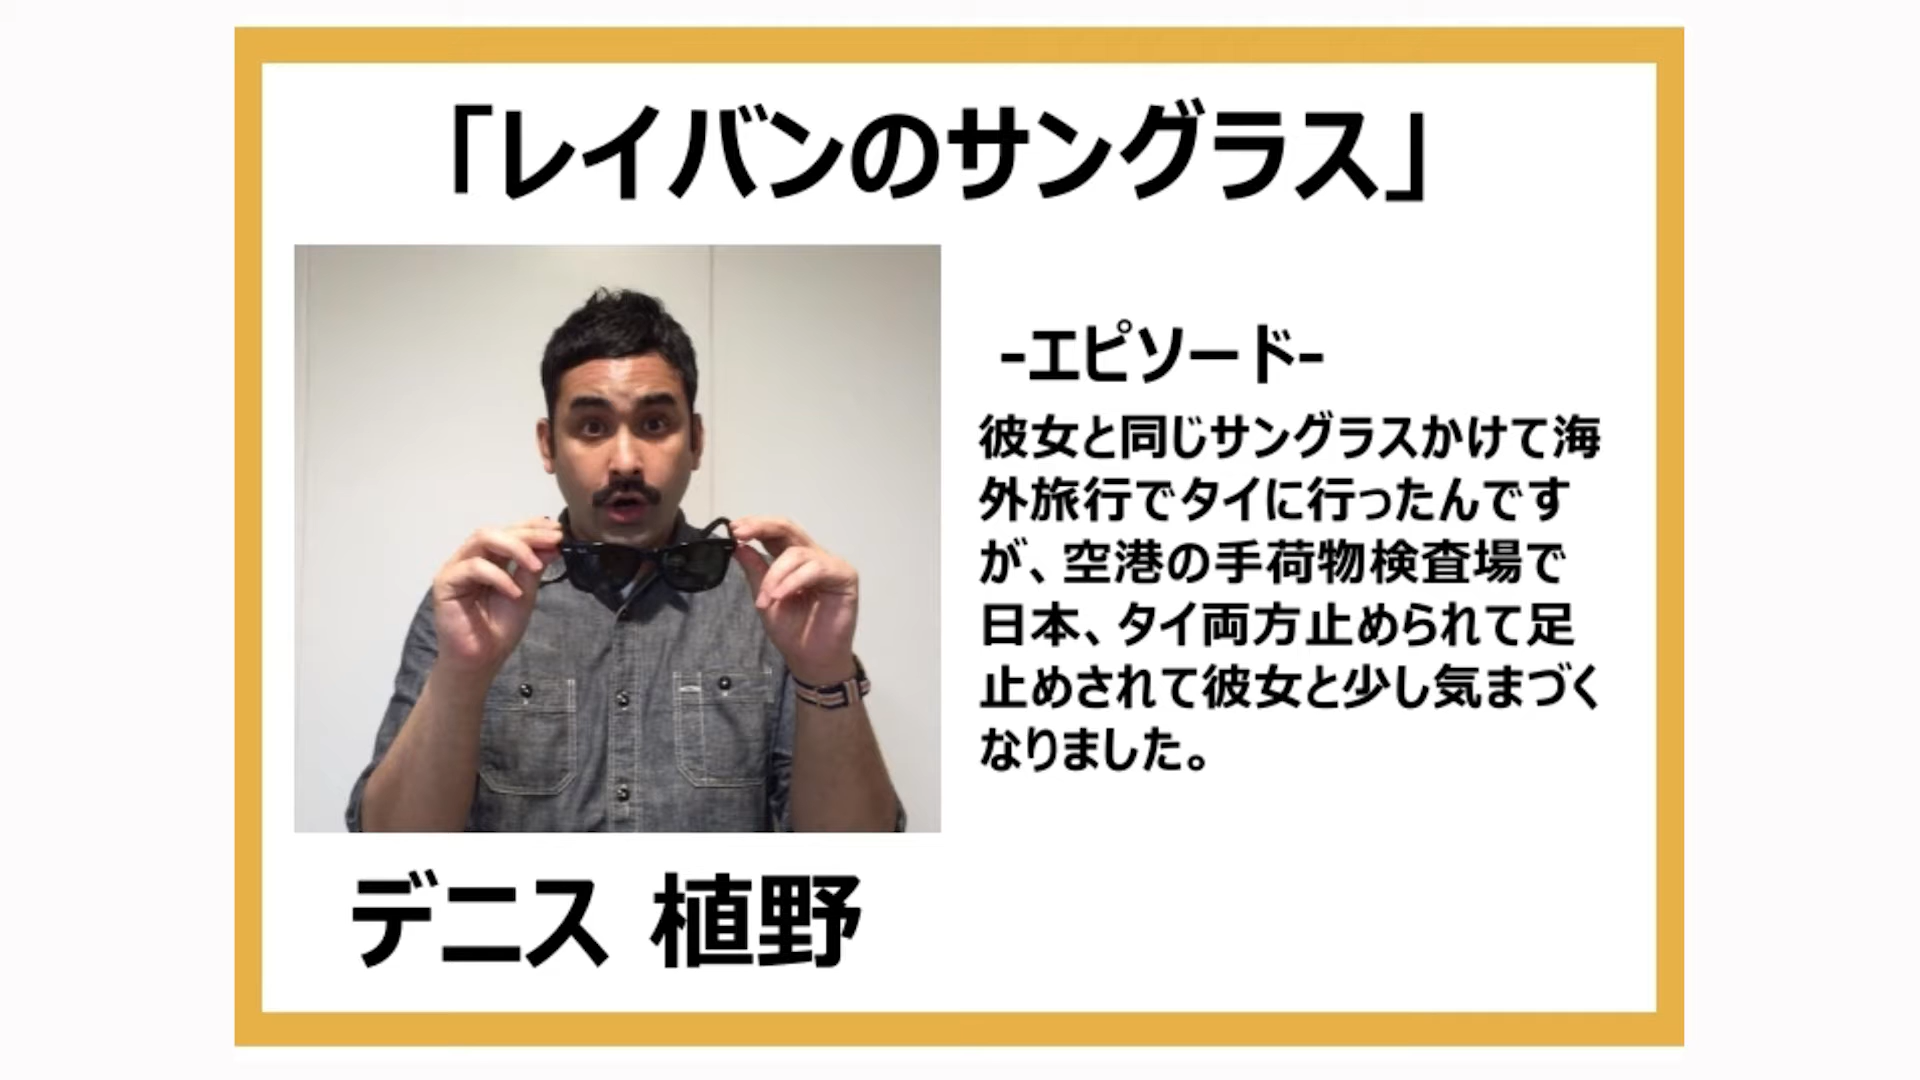 「レイバンのサングラス」
-エピソード-
彼女と同じサングラスかけて海
外旅行でタイに行ったんです
が、空港の手荷物検査場で
日本、タイ両方止められて足
止めされて彼女と少し気まづく
なりました。
デニス 植野